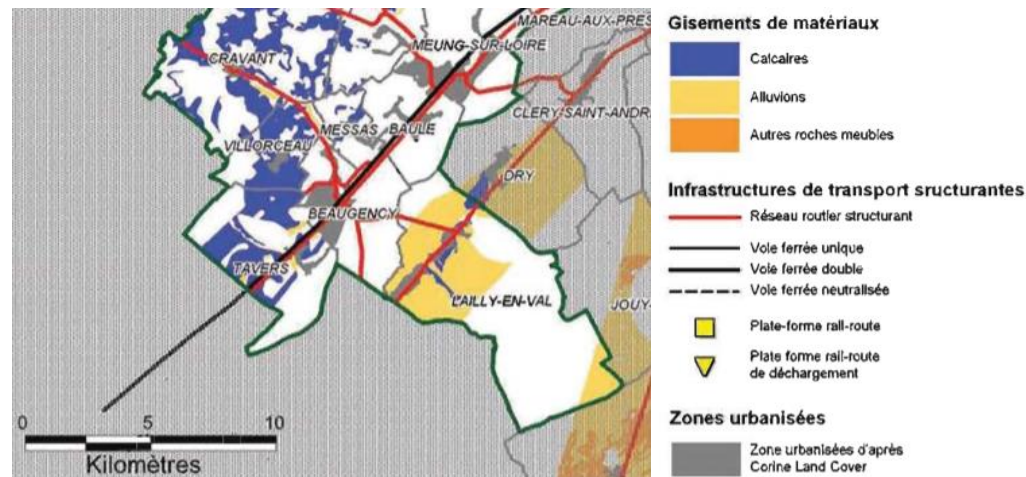 MAREAU-AUX-PRES
MEUNG-SUR-LOIRE
CRAVANT
CLERY-SAINT-ANDR
MESSAS
BAULE
VILLORCEAU
DRY
BEAUGENCY
TAVERS
LAILLY-EN-VAL
JOUY-
0 5 10
Kilomètres
Gisements de matériaux
Calcaires
Alluvions
Autres roches meubles
Infrastructures de transport sructurantes
Réseau routier structurant
Voie ferrée unique
Voie ferrée double
Voie ferrée neutralisée
Plate-forme rail-route
Plate forme rail-route
de déchargement
Zones urbanisées
Zone urbanisées d'après
Corine Land Cover